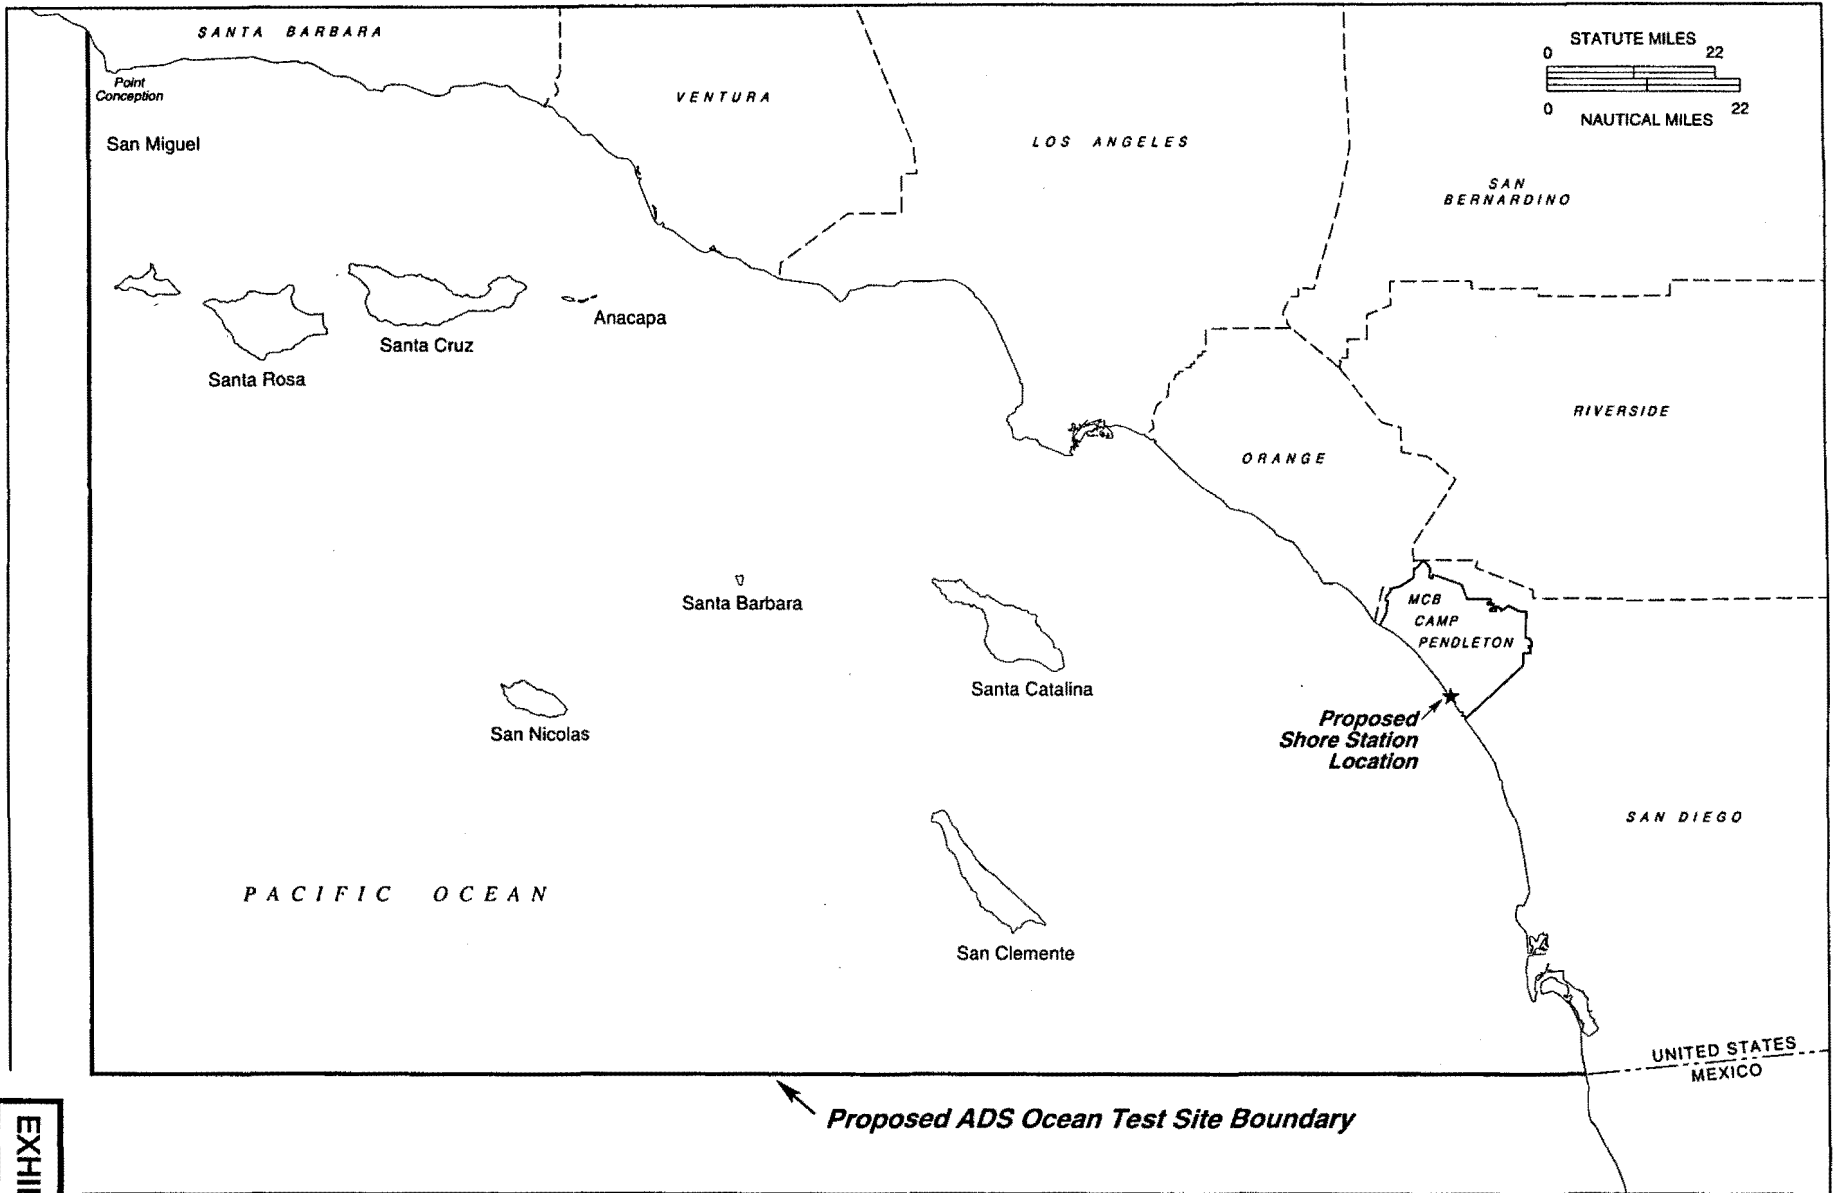 SANTA BARBARA
STATUTE MILES
0 22
0 22
NAUTICAL MILES
Point
Conception
VENTURA
LOS ANGELES
San Miguel
SAN
BERNARDINO
Anacapa
Santa Cruz
Santa Rosa
RIVERSIDE
ORANGE
Santa Barbara
MCB
CAMP
PENDLETON
Santa Catalina
San Nicolas
Proposed
Shore Station
Location
SAN DIEGO
PACIFIC OCEAN
San Clemente
UNITED STATES
MEXICO
Proposed ADS Ocean Test Site Boundary